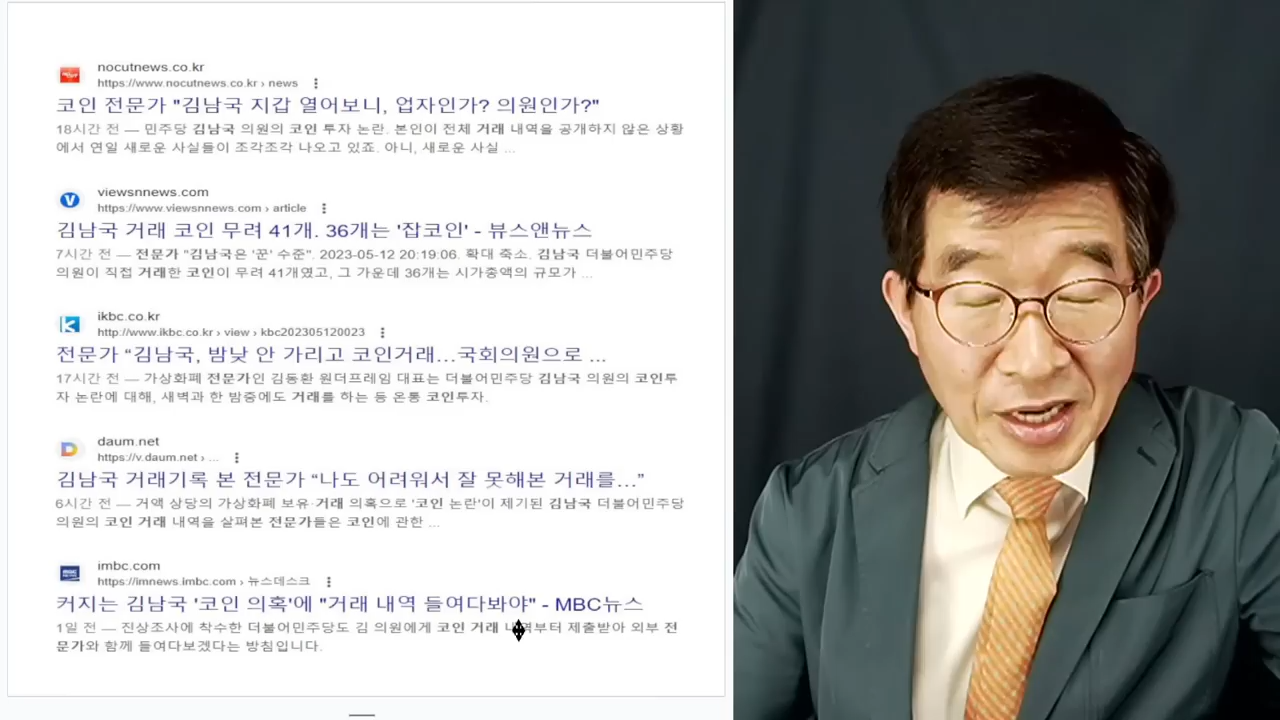 nocutnews.co.kr
https://www.nocutnews.co.kr › news
코인 전문가 "김남국 지갑 열어보니, 업자인가? 의원인가?"
18시간 전 — 민주당 김남국 의원의 코인 투자 논란. 본인이 전체 거래 내역을 공개하지 않은 상황
에서 연일 새로운 사실들이 조각조각 나오고 있죠. 아니, 새로운 사실 ...
viewsnnews.com
https://www.viewsnnews.com › article
김남국 거래 코인 무려 41개. 36개는 '잡코인' - 뷰스앤뉴스
7시간 전 — 전문가 "김남국은 '꾼' 수준". 2023-05-12 20:19:06. 확대 축소. 김남국 더불어민주당
의원이 직접 거래한 코인이 무려 41개였고, 그 가운데 36개는 시가총액의 규모가 ...
ikbc.co.kr
http://www.ikbc.co.kr › view › kbc202305120023
전문가 “김남국, 밤낮 안 가리고 코인거래...국회의원으로 ...
17시간 전 — 가상화폐 전문가인 김동환 원더프레임 대표는 더불어민주당 김남국 의원의 코인투
자 논란에 대해, 새벽과 한 밤중에도 거래를 하는 등 온통 코인투자.
daum.net
https://v.daum.net › ...
김남국 거래기록 본 전문가 “나도 어려워서 잘 못해본 거래를...”
6시간 전 — 거액 상당의 가상화폐 보유·거래 의혹으로 '코인 논란'이 제기된 김남국 더불어민주당
의원의 코인 거래 내역을 살펴본 전문가들은 코인에 관한 ...
imbc.com
https://imnews.imbc.com › 뉴스데스크
커지는 김남국 '코인 의혹'에 "거래 내역 들여다봐야" - MBC뉴스
1일 전 — 진상조사에 착수한 더불어민주당도 김 의원에게 코인 거래 내역부터 제출받아 외부 전
문가와 함께 들여다보겠다는 방침입니다.